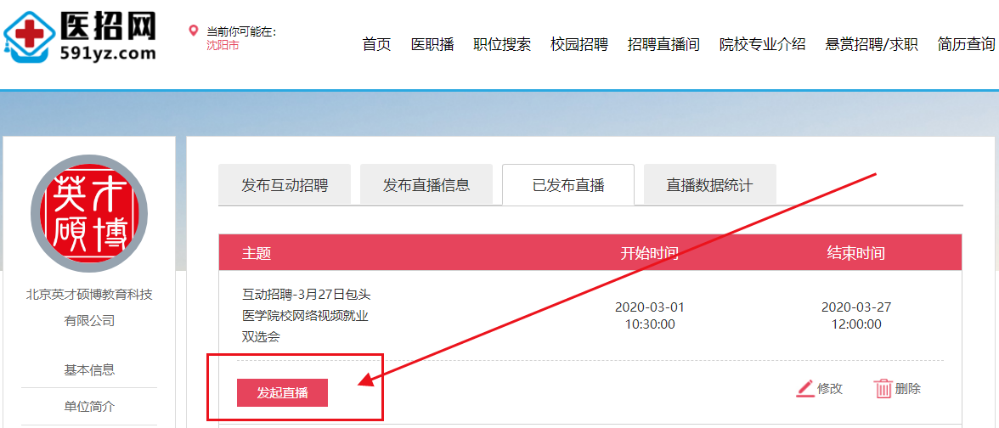 医招网
591yz.com
当前你可能在：
沈阳市
首页 医职播 职位搜索 校园招聘 招聘直播间 院校专业介绍 悬赏招聘/求职 简历查询
英才
硕博
北京英才硕博教育科技
有限公司
基本信息
单位简介
发布互动招聘 发布直播信息 已发布直播 直播数据统计
主题 开始时间 结束时间
互动招聘-3月27日包头
医学院校网络视频就业
双选会
2020-03-01
10:30:00
2020-03-27
12:00:00
发起直播 修改 删除